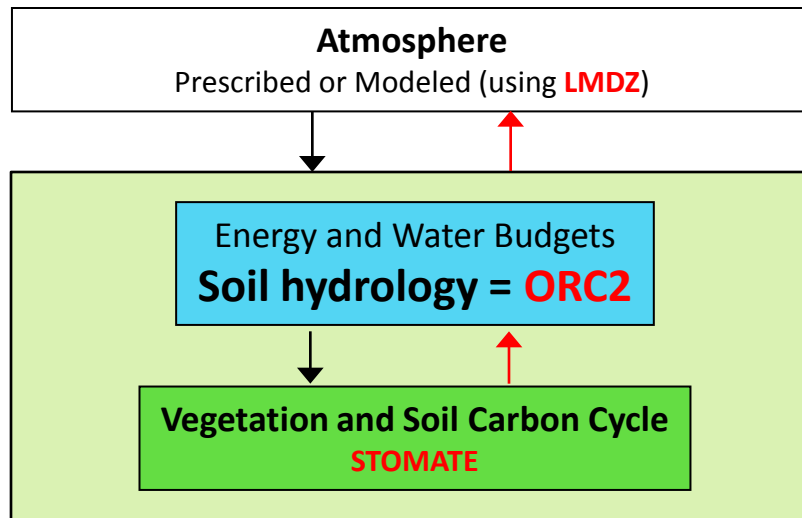 Atmosphere
Prescribed or Modeled (using LMDZ)
Energy and Water Budgets
Soil hydrology = ORC2
Vegetation and Soil Carbon Cycle
STOMATE